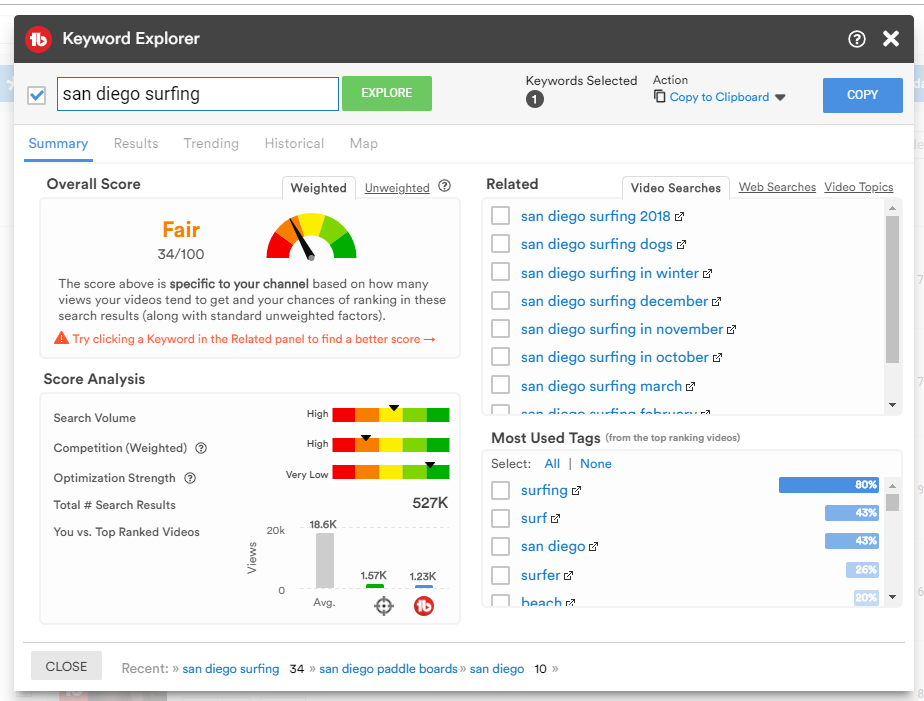 Keyword Explorer
san diego surfing
EXPLORE
Keywords Selected
1
Action
Copy to Clipboard
COPY
Summary Results Trending Historical Map
Overall Score
Weighted Unweighted
Fair
34/100
The score above is specific to your channel based on how many
views your videos tend to get and your chances of ranking in these
search results (along with standard unweighted factors).
Try clicking a Keyword in the Related panel to find a better score →
Score Analysis
Search Volume High
Competition (Weighted) High
Optimization Strength Very Low
Total # Search Results 527K
You vs. Top Ranked Videos
Views
20k
0
18.6K
1.57K
1.23K
Avg.
Related
Video Searches Web Searches Video Topics
san diego surfing 2018
san diego surfing dogs
san diego surfing in winter
san diego surfing december
san diego surfing in november
san diego surfing in october
san diego surfing march
san diego surfing february
Most Used Tags (from the top ranking videos)
Select: All | None
surfing 80%
surf 43%
san diego 43%
surfer 26%
beach 20%
CLOSE
Recent: » san diego surfing 34 » san diego paddle boards » san diego 10 »